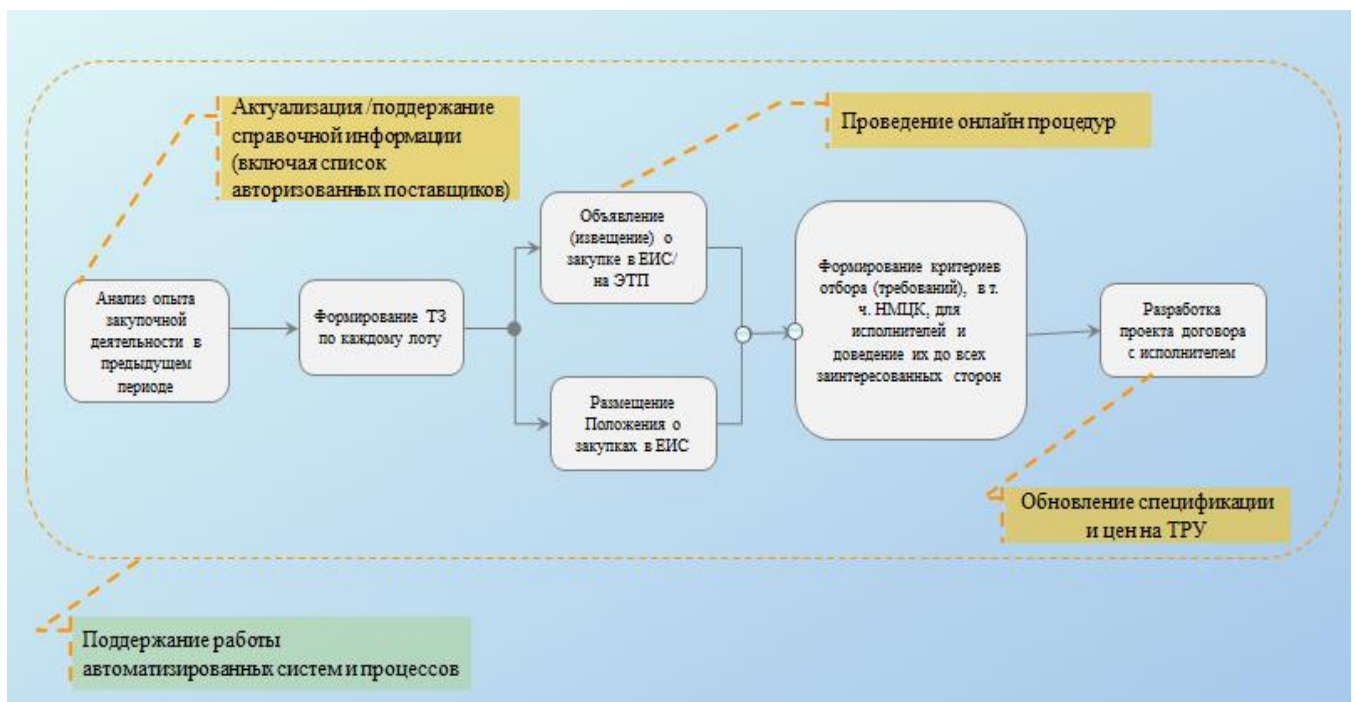 Актуализация /поддержание
справочной информации
(включая список
авторизованных поставщиков)
Проведение онлайн процедур
Анализ опыта
закупочной
деятельности в
предыдущем
периоде
Формирование ТЗ
по каждому лоту
Объявление
(извещение) о
закупке в ЕИС/
на ЭТП
Размещение
Положения о
закупках в ЕИС
Формирование критериев
отбора (требований), в т.
ч. НМЦК, для
исполнителей и
доведение их до всех
заинтересованных сторон
Разработка
проекта договора
с исполнителем
Обновление спецификации
и цен на ТРУ
Поддержание работы
автоматизированных систем и процессов